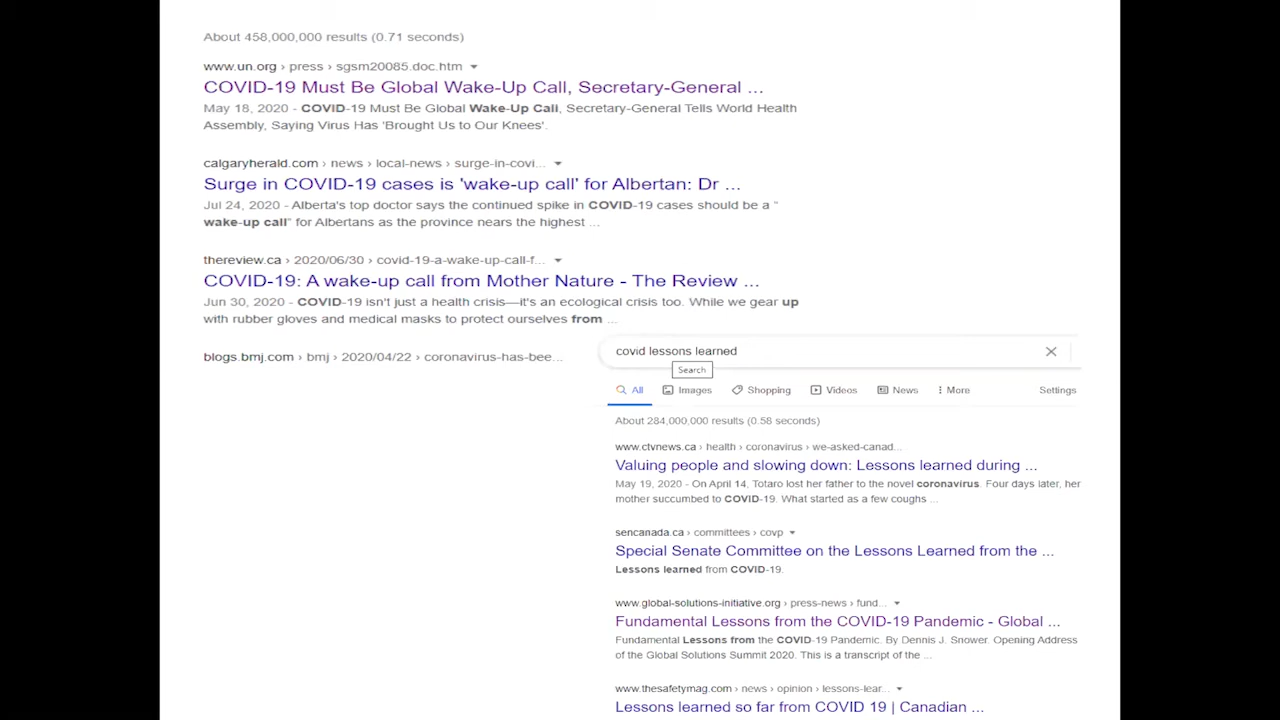 About 458,000,000 results (0.71 seconds)
www.un.org › press › sgsm20085.doc.htm
COVID-19 Must Be Global Wake-Up Call, Secretary-General ...
May 18, 2020 - COVID-19 Must Be Global Wake-Up Call, Secretary-General Tells World Health
Assembly, Saying Virus Has 'Brought Us to Our Knees'.
calgaryherald.com › news › local-news › surge-in-covi...
Surge in COVID-19 cases is 'wake-up call' for Albertan: Dr ...
Jul 24, 2020 - Alberta's top doctor says the continued spike in COVID-19 cases should be a "
wake-up call" for Albertans as the province nears the highest ...
thereview.ca › 2020/06/30 › covid-19-a-wake-up-call-f...
COVID-19: A wake-up call from Mother Nature - The Review ...
Jun 30, 2020 - COVID-19 isn't just a health crisis—it's an ecological crisis too. While we gear up
with rubber gloves and medical masks to protect ourselves from ...
blogs.bmj.com › bmj › 2020/04/22 › coronavirus-has-bee...
covid lessons learned
Search
All Images Shopping Videos News More Settings
About 284,000,000 results (0.58 seconds)
www.ctvnews.ca › health › coronavirus › we-asked-canad...
Valuing people and slowing down: Lessons learned during ...
May 19, 2020 - On April 14, Totaro lost her father to the novel coronavirus. Four days later, her
mother succumbed to COVID-19. What started as a few coughs ...
sencanada.ca › committees › covp
Special Senate Committee on the Lessons Learned from the ...
Lessons learned from COVID-19.
www.global-solutions-initiative.org › press-news › fund...
Fundamental Lessons from the COVID-19 Pandemic - Global ...
Fundamental Lessons from the COVID-19 Pandemic. By Dennis J. Snower. Opening Address
of the Global Solutions Summit 2020. This is a transcript of the ...
www.thesafetymag.com › news › opinion › lessons-lear...
Lessons learned so far from COVID 19 | Canadian ...